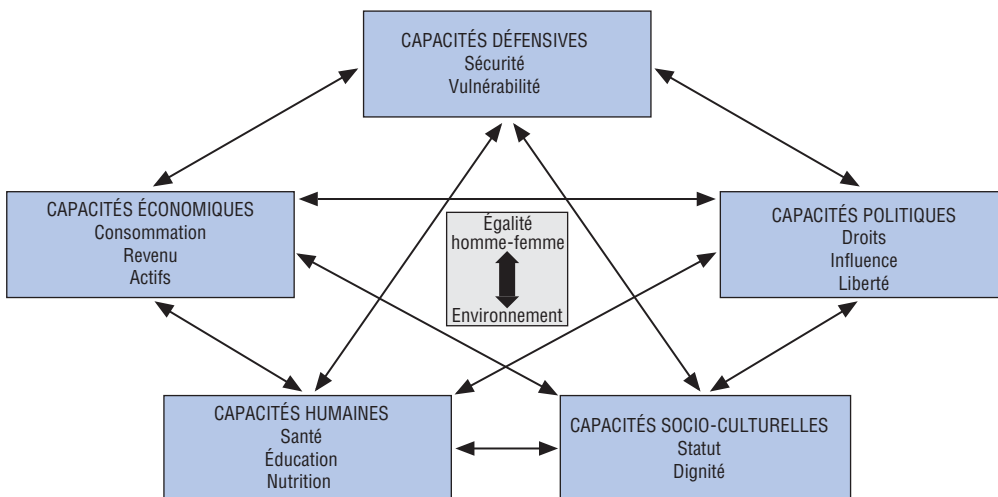 CAPACITÉS DÉFENSIVES
Sécurité
Vulnérabilité
CAPACITÉS ÉCONOMIQUES
Consommation
Revenu
Actifs
Égalité
homme-femme
Environnement
CAPACITÉS POLITIQUES
Droits
Influence
Liberté
CAPACITÉS HUMAINES
Santé
Éducation
Nutrition
CAPACITÉS SOCIO-CULTURELLES
Statut
Dignité